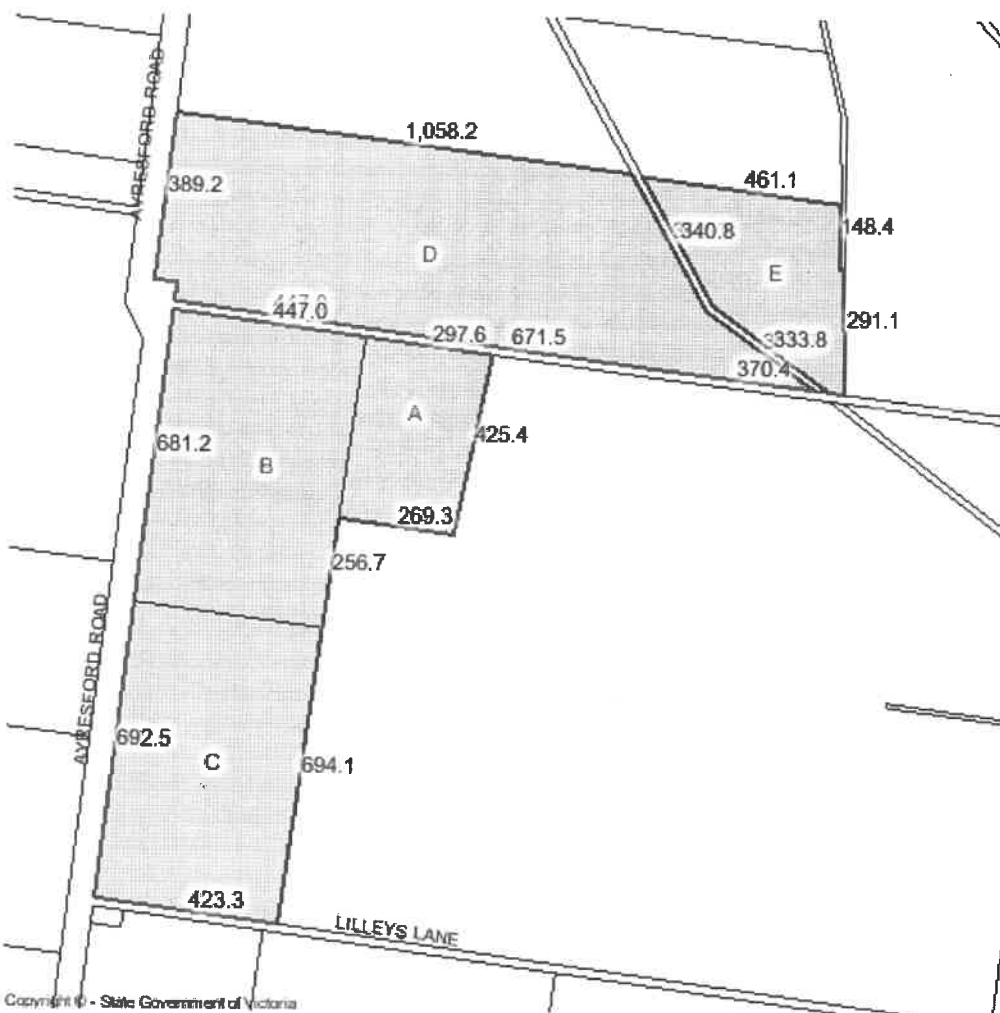 AYRESFORD ROAD
1,058.2
389.2
461.1
340.8
148.4
D
E
447.0
297.6
671.5
291.1
333.8
370.4
A
681.2
B
425.4
269.3
256.7
AYRESFORD ROAD
692.5
C
694.1
423.3
LILLEYS LANE
Copyright © - State Government of Victoria